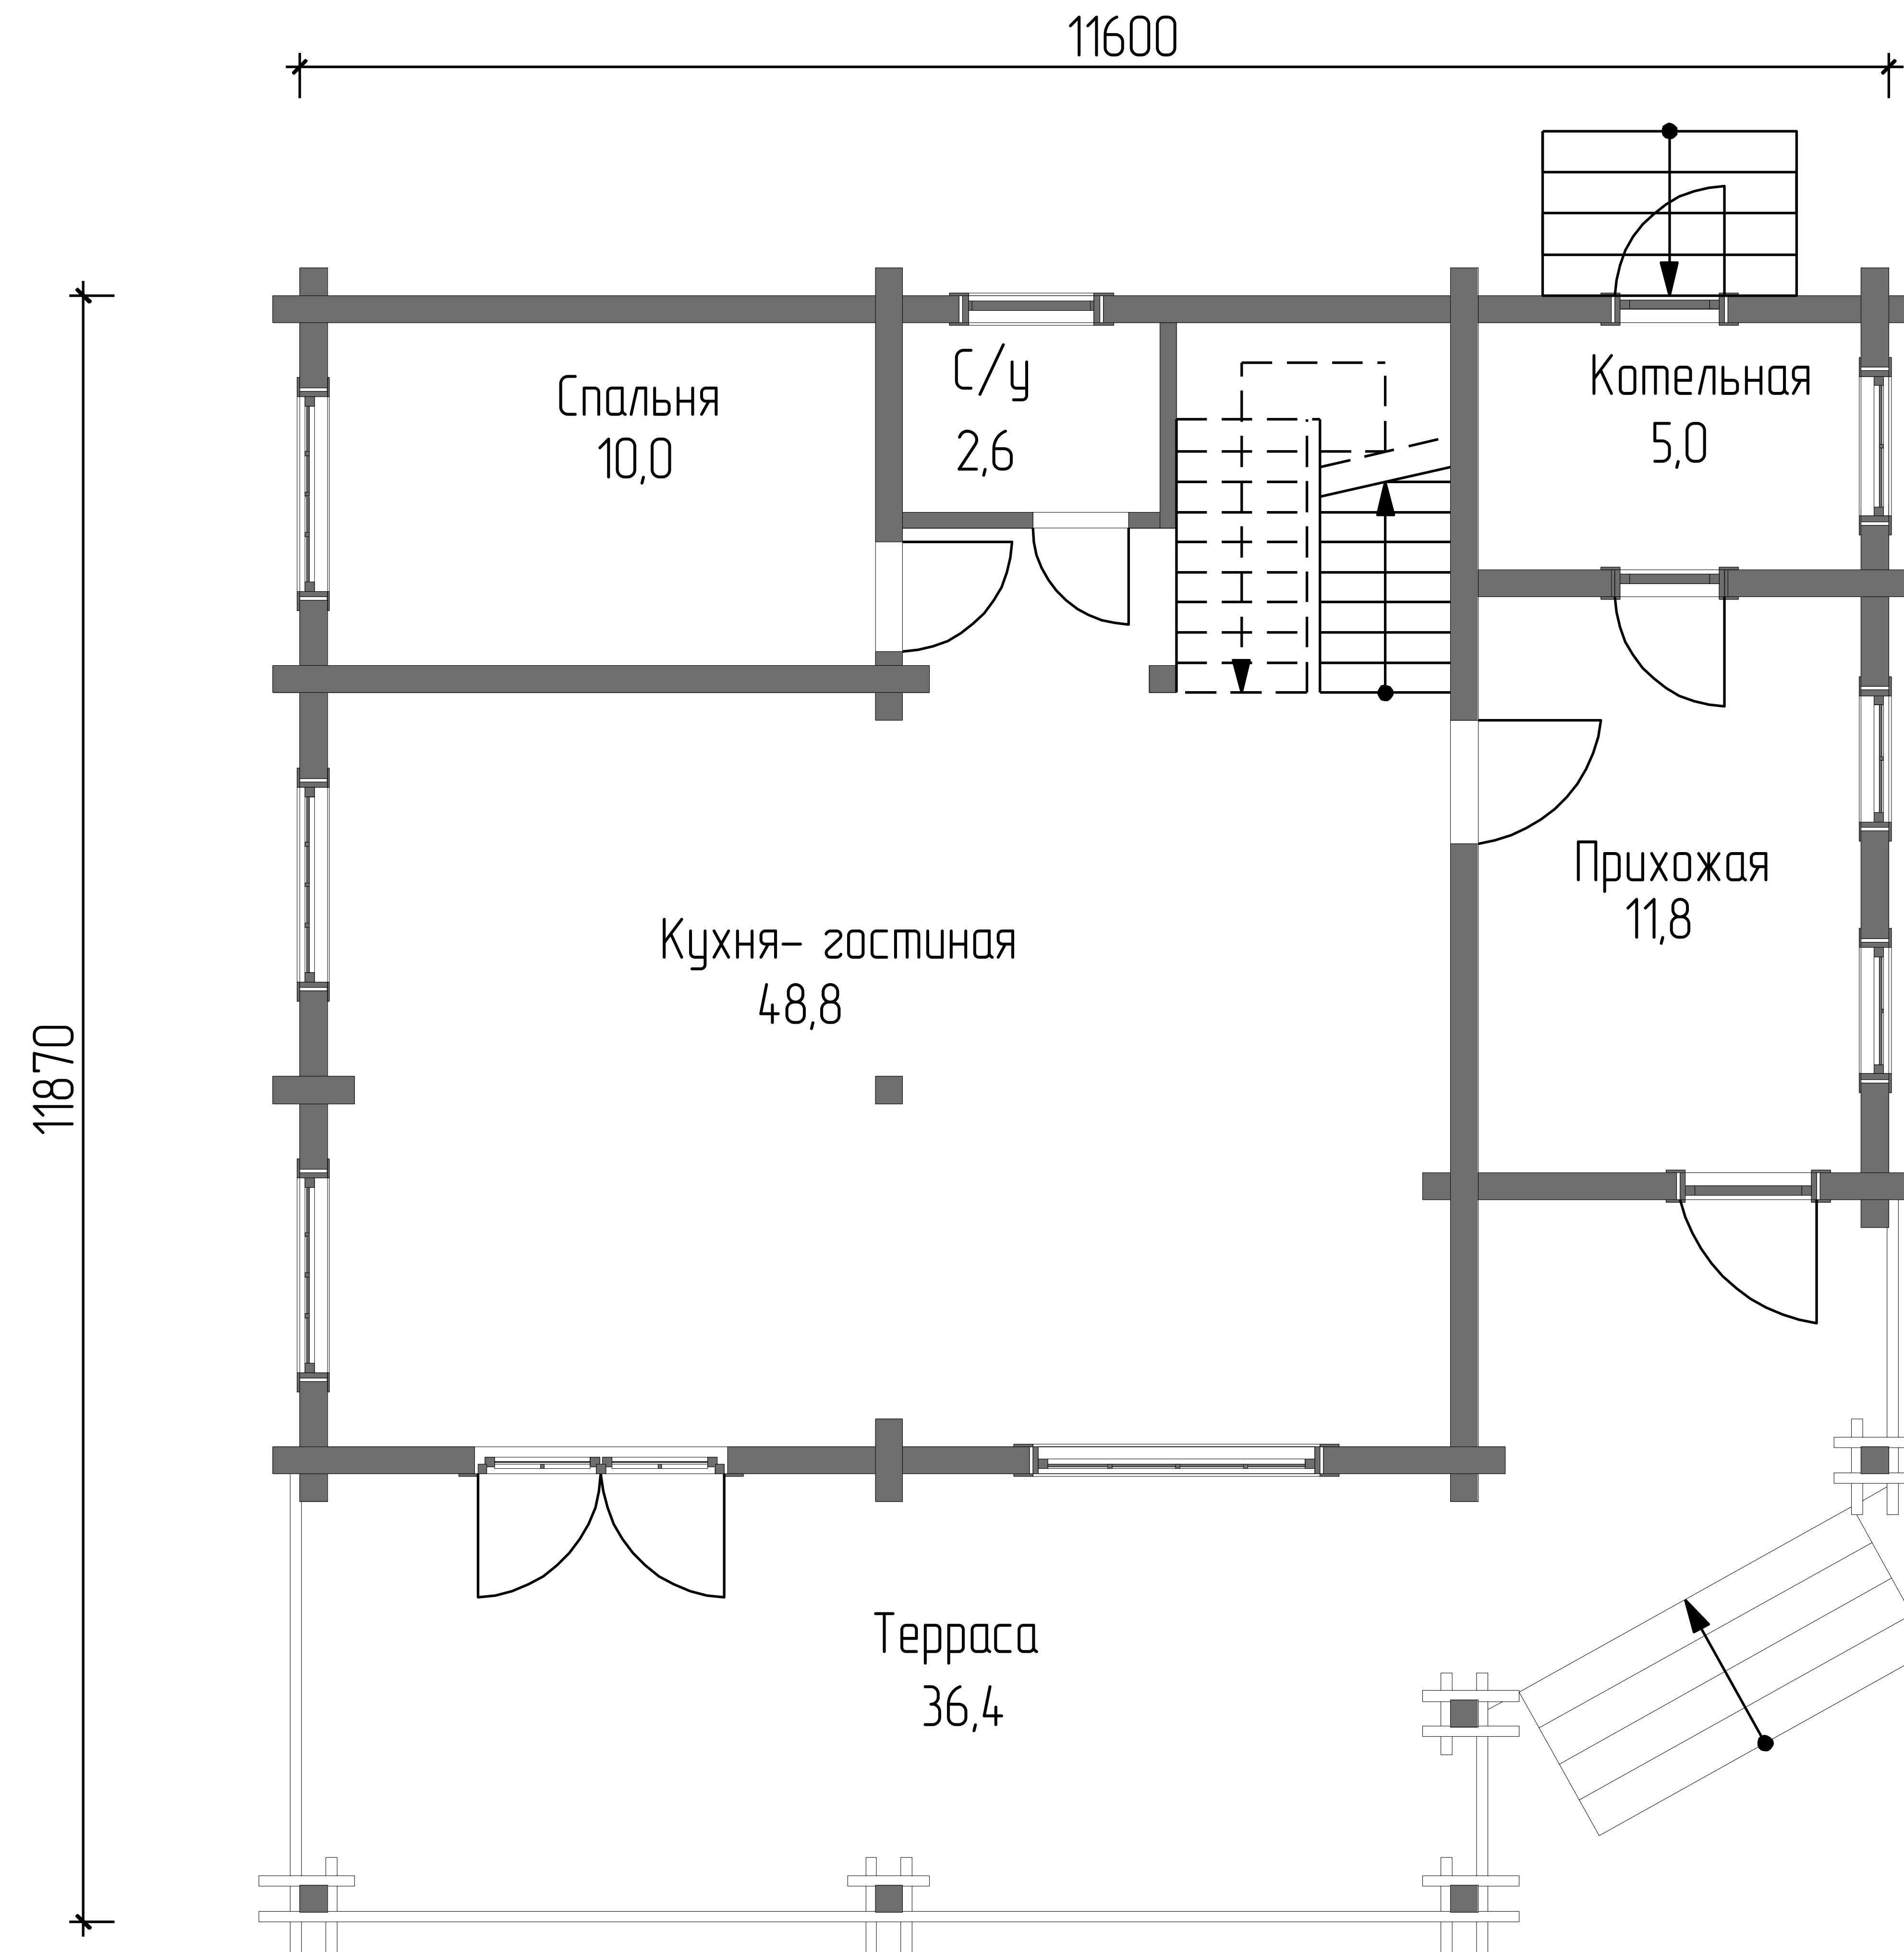 11600
С/у
2,6
Котельная
5,0
Спальня
10,0
Прихожая
11,8
Кухня- гостиная
48,8
11870
Терраса
36,4